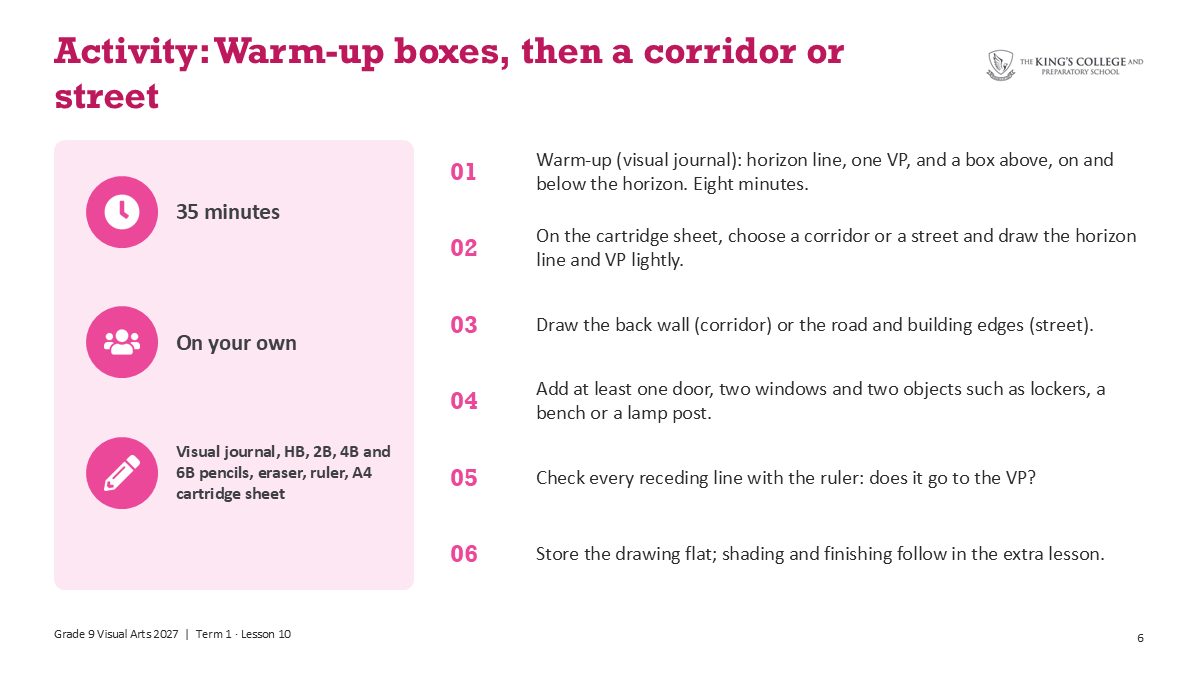 Activity: Warm-up boxes, then a corridor or
street
THE KING'S COLLEGE AND
PREPARATORY SCHOOL
35 minutes
On your own
Visual journal, HB, 2B, 4B and
6B pencils, eraser, ruler, A4
cartridge sheet
01
Warm-up (visual journal): horizon line, one VP, and a box above, on and
below the horizon. Eight minutes.
02
On the cartridge sheet, choose a corridor or a street and draw the horizon
line and VP lightly.
03
Draw the back wall (corridor) or the road and building edges (street).
04
Add at least one door, two windows and two objects such as lockers, a
bench or a lamp post.
05
Check every receding line with the ruler: does it go to the VP?
06
Store the drawing flat; shading and finishing follow in the extra lesson.
Grade 9 Visual Arts 2027 | Term 1 · Lesson 10
6